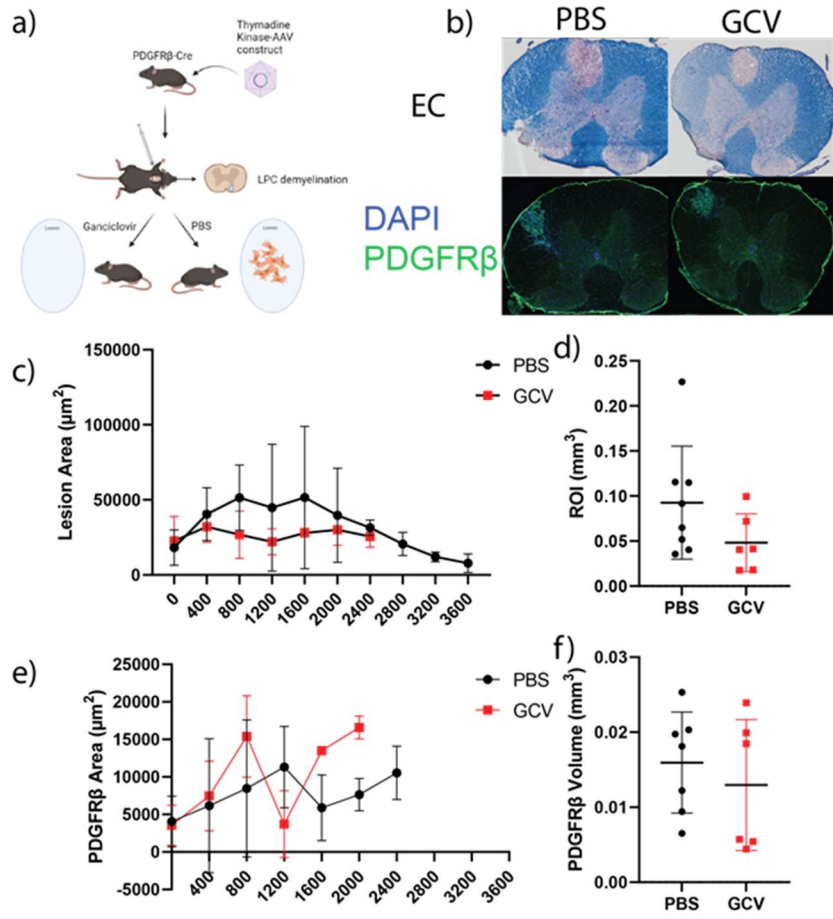 a)
Thymadine
Kinase-AAV
construct
PDGFRβ-Cre
LPC demyelination
Ganciclovir
PBS
Lesion
Lesion
b)
PBS
GCV
EC
DAPI
PDGFRβ
c)
Lesion Area (µm²)
150000
100000
50000
0
0
400
800
1200
1600
2000
2400
2800
3200
3600
PBS
GCV
d)
ROI (mm³)
0.25
0.20
0.15
0.10
0.05
0.00
PBS
GCV
e)
PDGFRβ Area (µm²)
25000
20000
15000
10000
5000
0
-5000
400
800
1200
1600
2000
2400
2800
3200
3600
PBS
GCV
f)
PDGFRβ Volume (mm³)
0.03
0.02
0.01
0.00
PBS
GCV